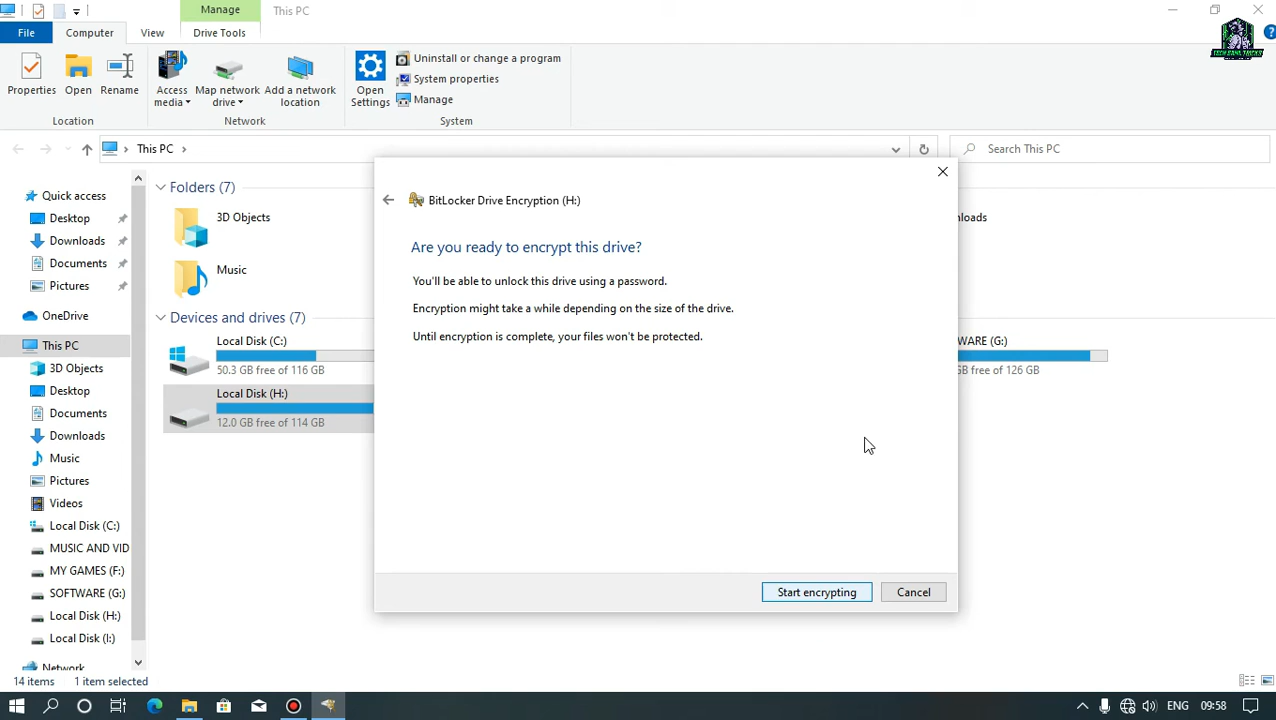 Manage
This PC
File
Computer
View
Drive Tools
Properties
Open
Rename
Access media
Map network drive
Add a network location
Open Settings
Uninstall or change a program
System properties
Manage
Location
Network
System
This PC
Search This PC
Quick access
Desktop
Downloads
Documents
Pictures
OneDrive
This PC
3D Objects
Desktop
Documents
Downloads
Music
Pictures
Videos
Local Disk (C:)
MUSIC AND VID
MY GAMES (F:)
SOFTWARE (G:)
Local Disk (H:)
Local Disk (I:)
Network
Folders (7)
3D Objects
Music
nloads
Devices and drives (7)
Local Disk (C:)
50.3 GB free of 116 GB
Local Disk (H:)
12.0 GB free of 114 GB
WARE (G:)
GB free of 126 GB
BitLocker Drive Encryption (H:)
Are you ready to encrypt this drive?
You'll be able to unlock this drive using a password.
Encryption might take a while depending on the size of the drive.
Until encryption is complete, your files won't be protected.
Start encrypting
Cancel
14 items
1 item selected
ENG
09:58